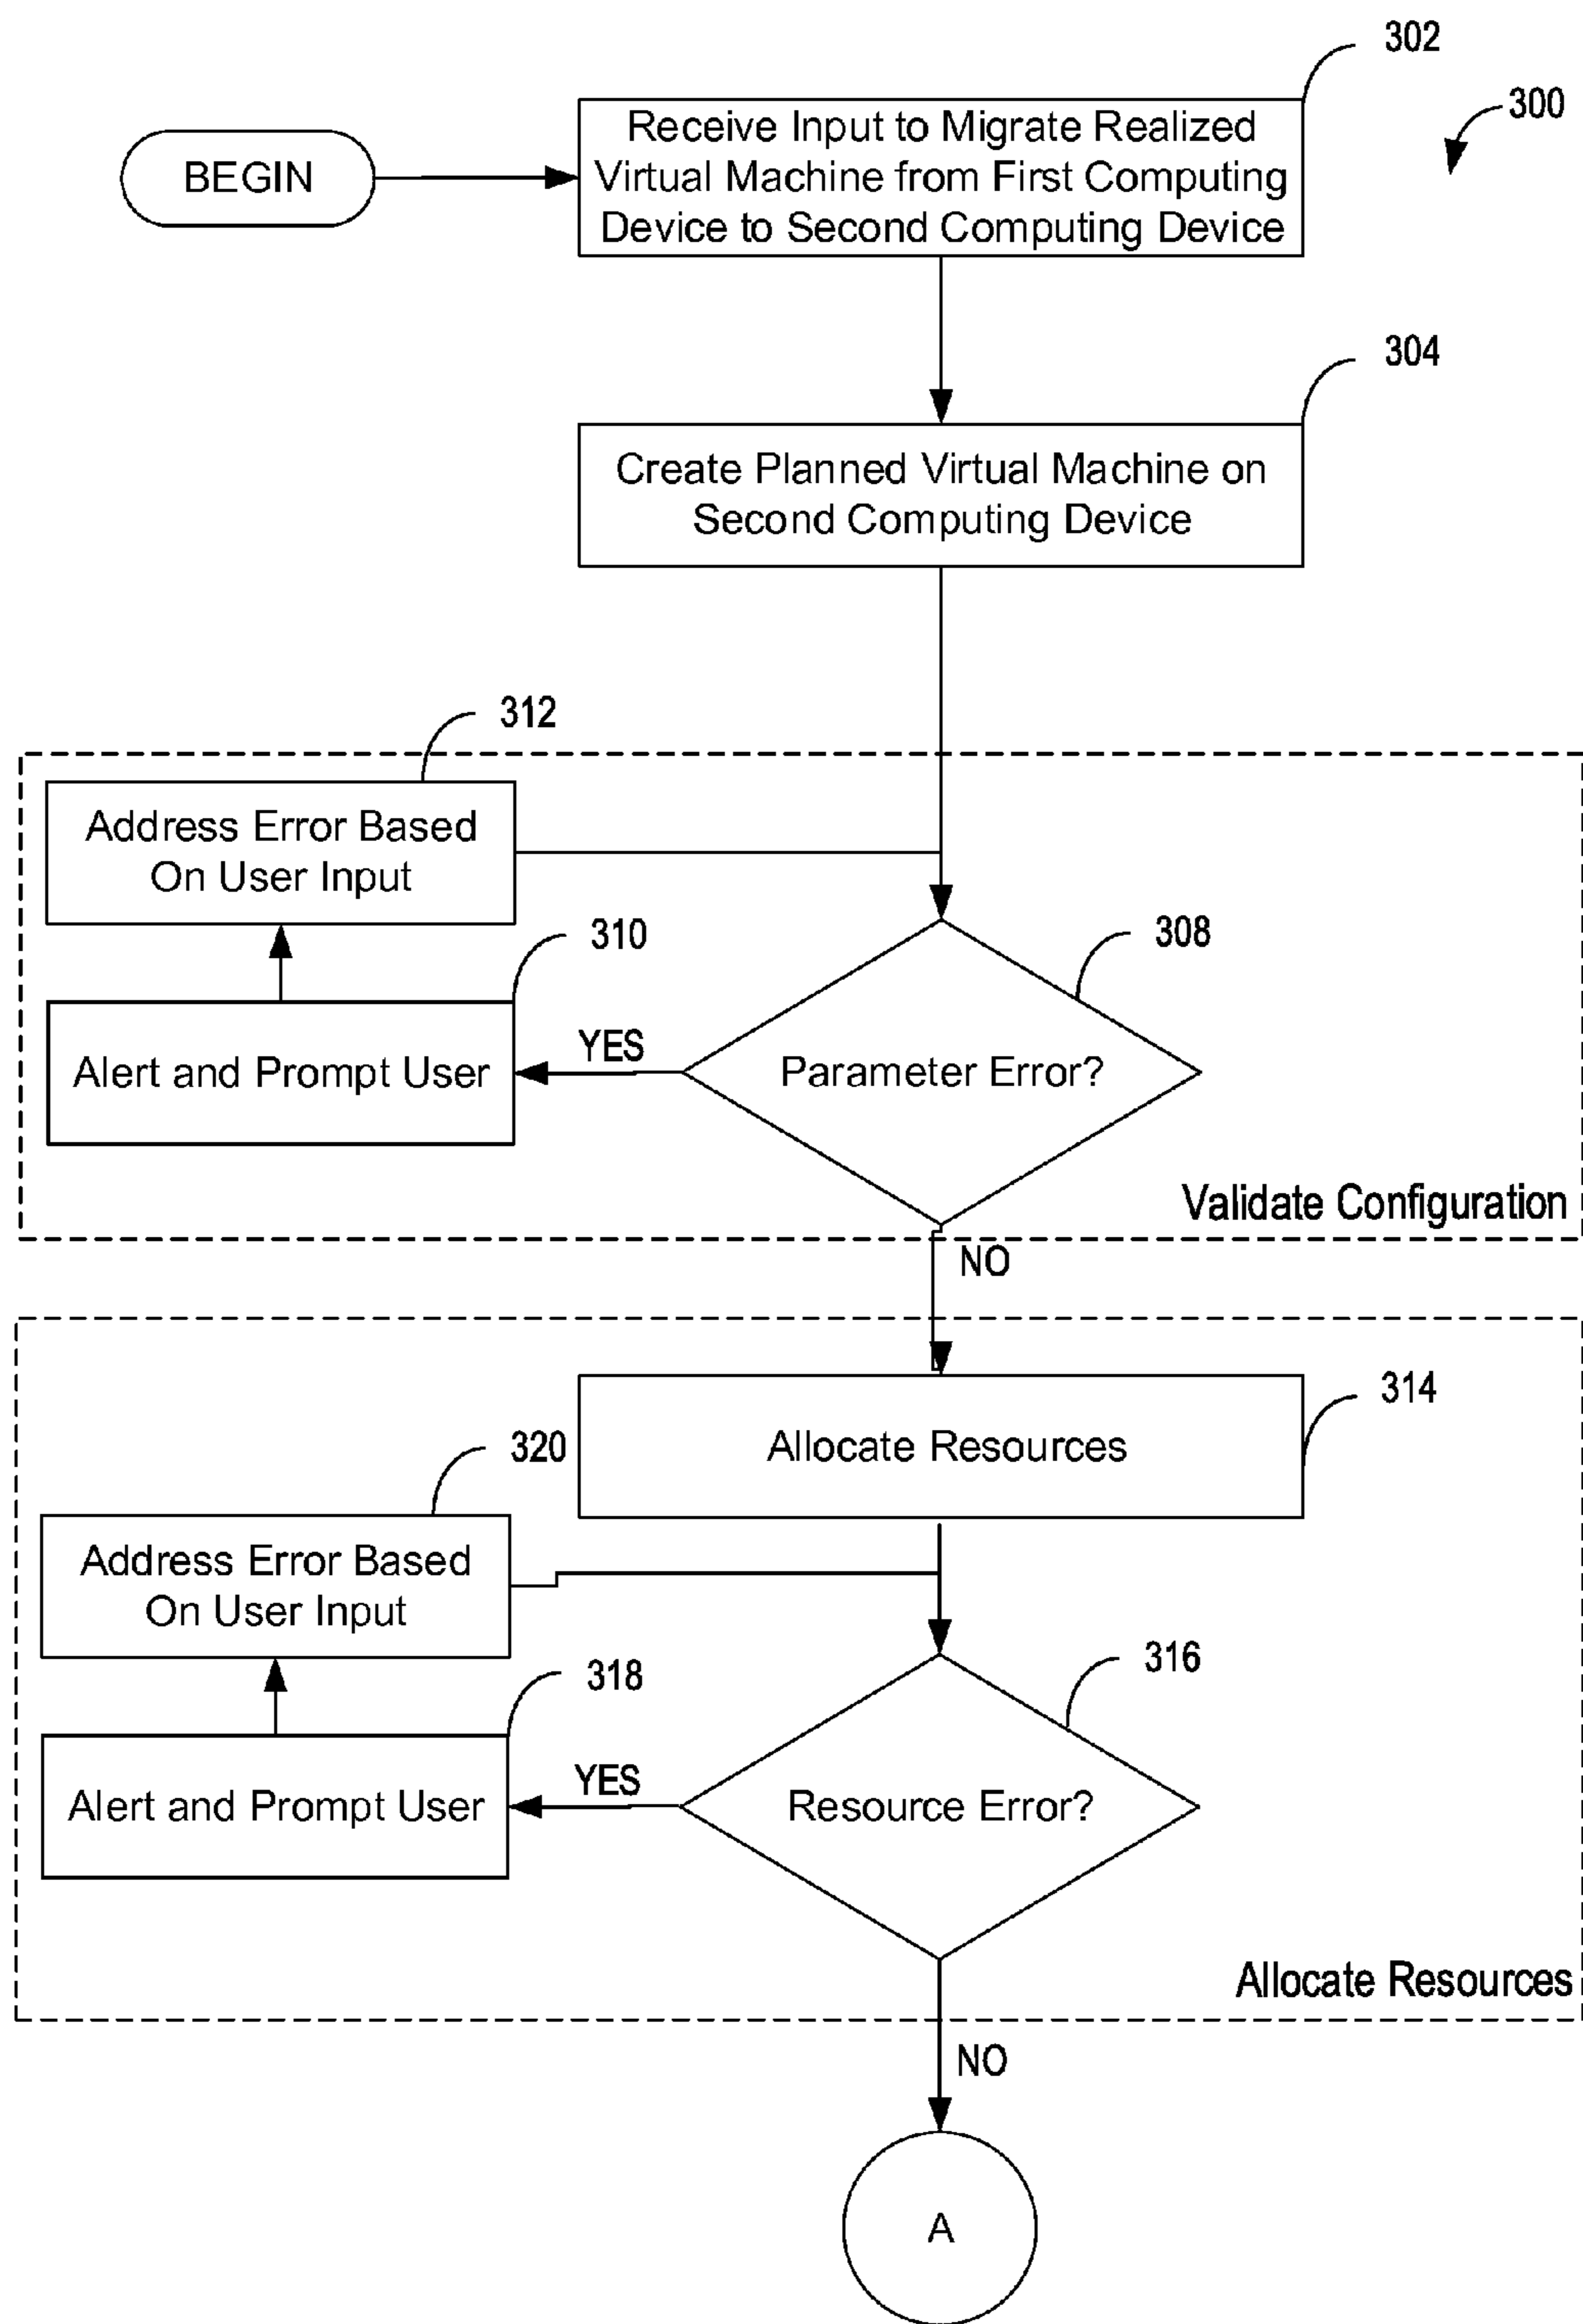 302
300
BEGIN
Receive Input to Migrate Realized
Virtual Machine from First Computing
Device to Second Computing Device
304
Create Planned Virtual Machine on
Second Computing Device
312
Address Error Based
On User Input
310
308
Alert and Prompt User
YES
Parameter Error?
Validate Configuration
NO
314
Allocate Resources
320
Address Error Based
On User Input
318
316
Alert and Prompt User
YES
Resource Error?
Allocate Resources
NO
A